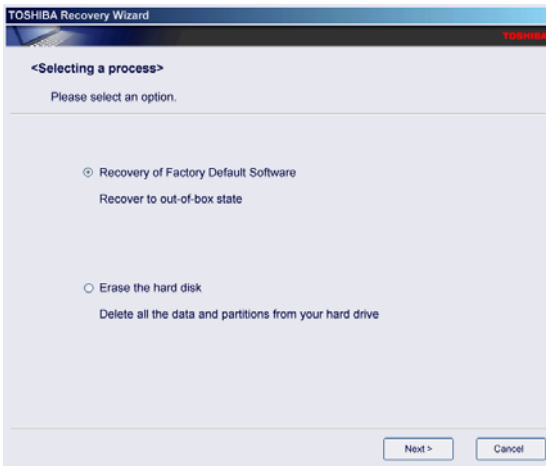 TOSHIBA Recovery Wizard
TOSHIBA
<Selecting a process>
Please select an option.
Recovery of Factory Default Software
Recover to out-of-box state
Erase the hard disk
Delete all the data and partitions from your hard drive
Next >
Cancel